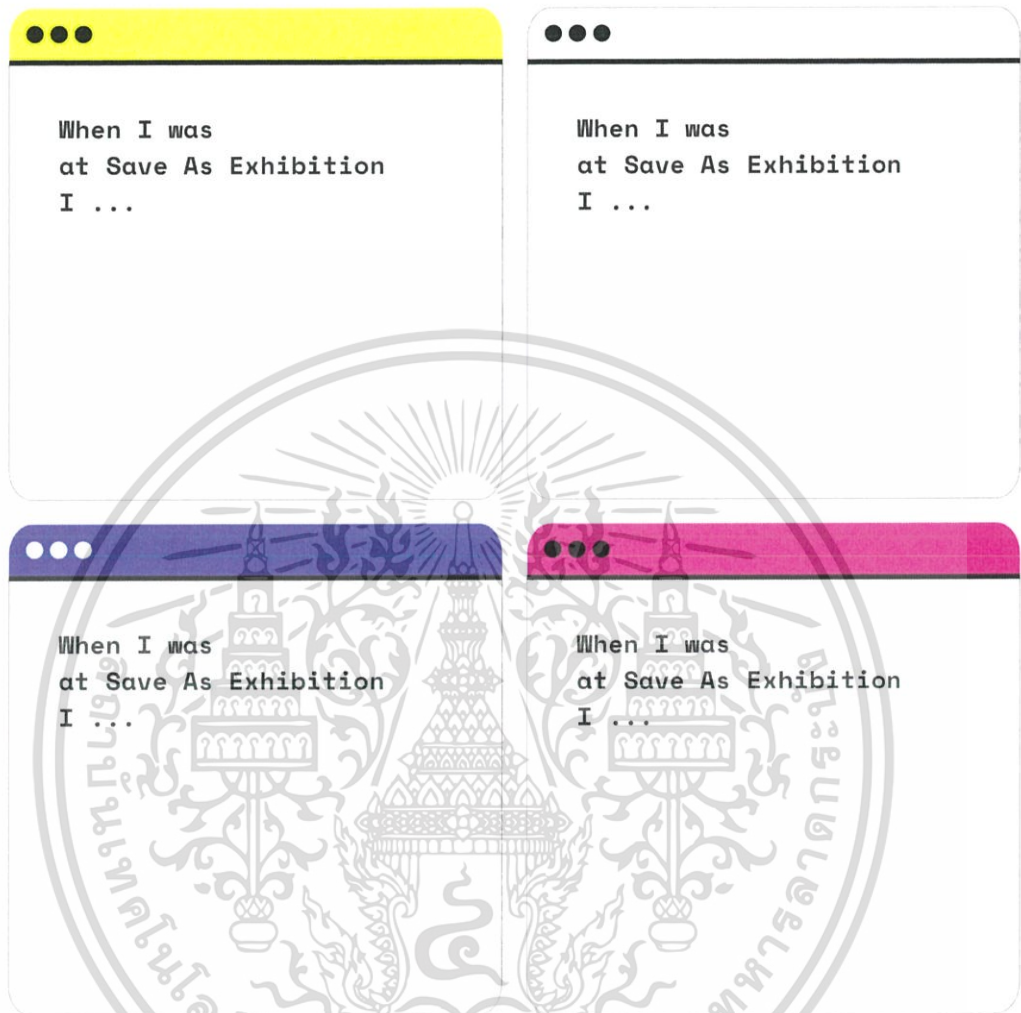 When I was
at Save As Exhibition
I ...
When I was
at Save As Exhibition
I ...
When I was
at Save As Exhibition
I ...
When I was
at Save As Exhibition
I ...